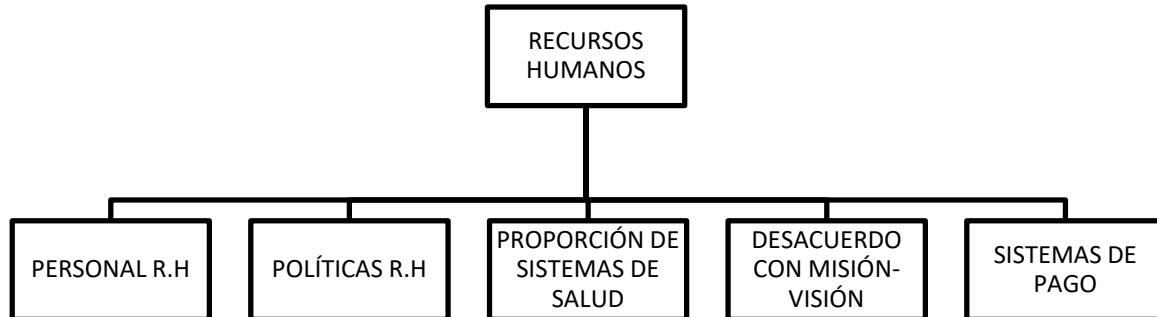 RECURSOS
HUMANOS
PERSONAL R.H
POLÍTICAS R.H
PROPORCIÓN DE
SISTEMAS DE
SALUD
DESACUERDO
CON MISIÓN-
VISIÓN
SISTEMAS DE
PAGO